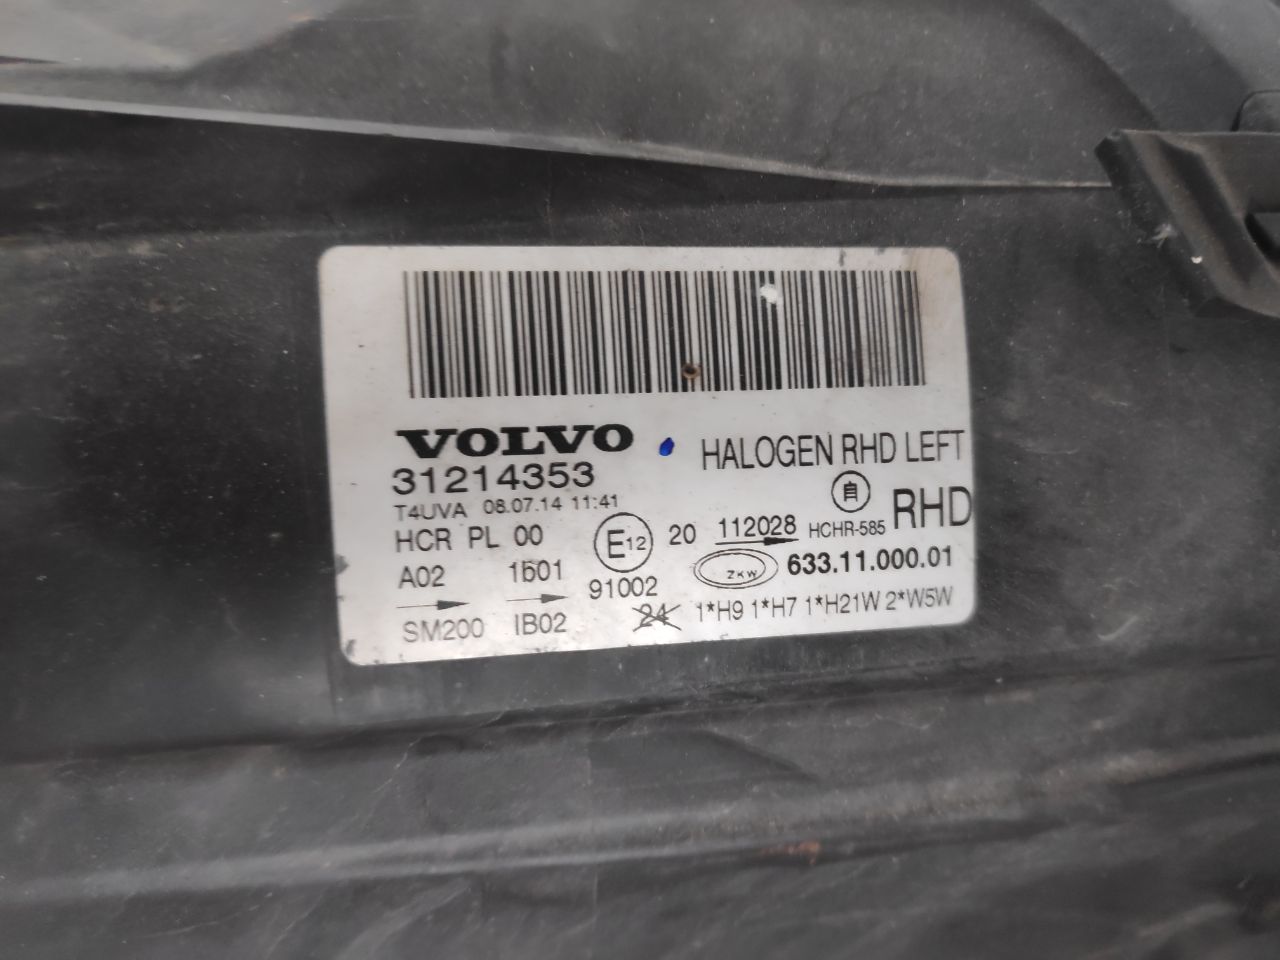 VOLVO HALOGEN RHD LEFT
31214353 自 RHD
T4UVA 08.07.14 11:41
HCR PL 00 E12 20 112028 HCHR-585
A02 1b01 91002 ZKW 633.11.000.01
SM200 IB02 24 1*H9 1*H7 1*H21W 2*W5W